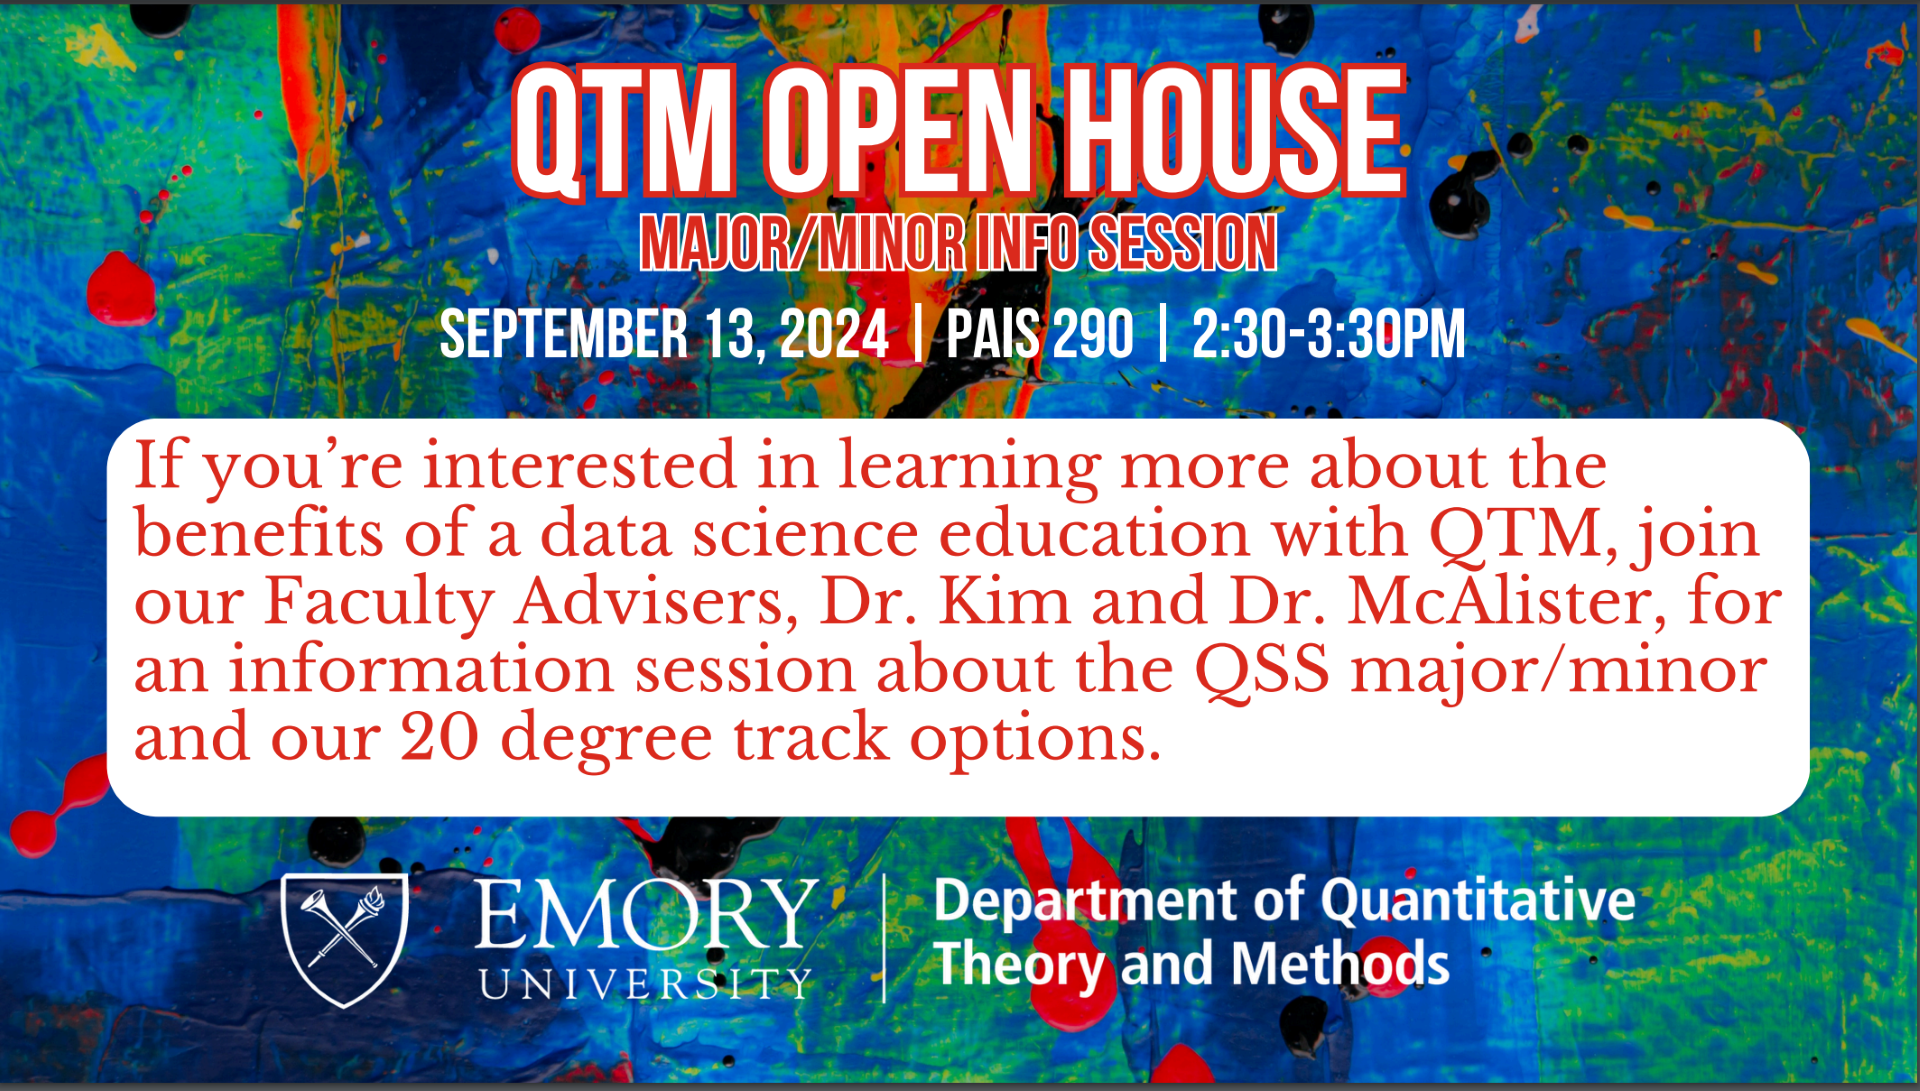 QTM OPEN HOUSE
MAJOR/MINOR INFO SESSION
SEPTEMBER 13, 2024 | PAIS 290 | 2:30-3:30PM
If you’re interested in learning more about the
benefits of a data science education with QTM, join
our Faculty Advisers, Dr. Kim and Dr. McAlister, for
an information session about the QSS major/minor
and our 20 degree track options.
EMORY
UNIVERSITY
Department of Quantitative
Theory and Methods